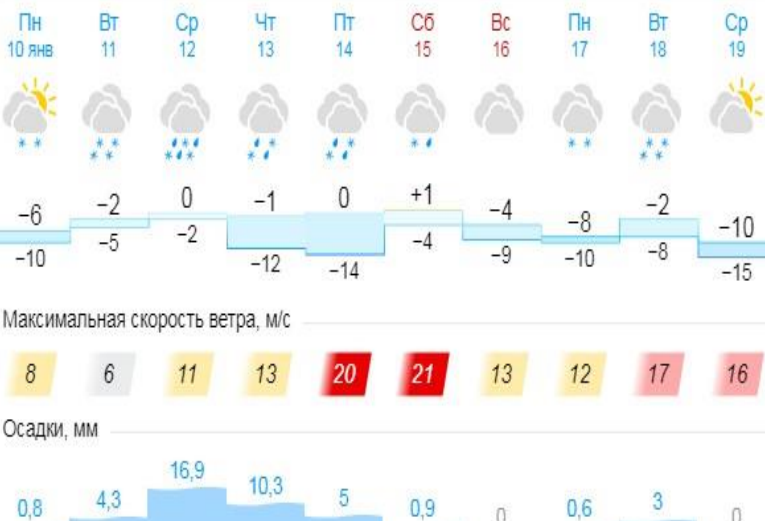 Пн Вт Ср Чт Пт Сб Вс Пн Вт Ср
10 янв 11 12 13 14 15 16 17 18 19
−6 −2 0 −1 0 +1 −4 −8 −2 −10
−10 −5 −2 −12 −14 −4 −9 −10 −8 −15
Максимальная скорость ветра, м/с
8 6 11 13 20 21 13 12 17 16
Осадки, мм
0,8 4,3 16,9 10,3 5 0,9 0 0,6 3 0